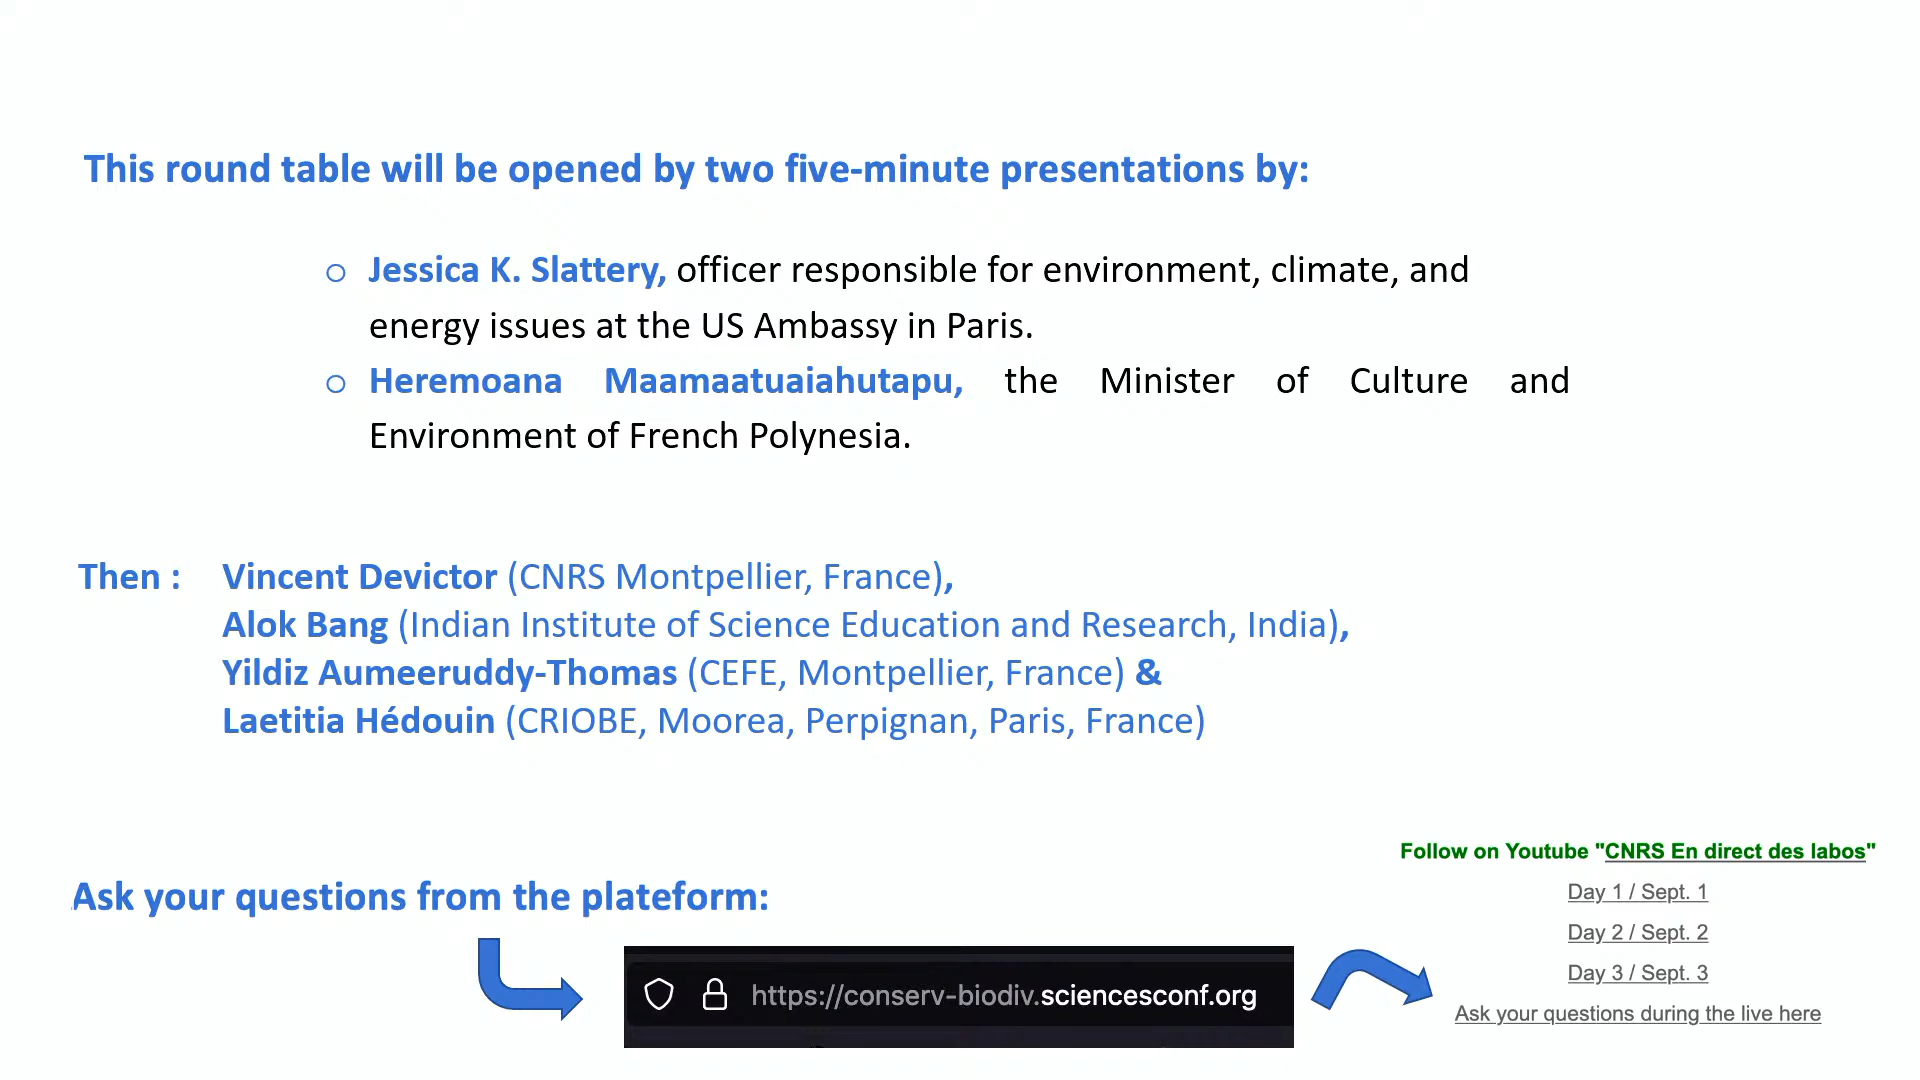 This round table will be opened by two five-minute presentations by:
o Jessica K. Slattery, officer responsible for environment, climate, and
energy issues at the US Ambassy in Paris.
o Heremoana Maamaatuaiahutapu, the Minister of Culture and
Environment of French Polynesia.
Then : Vincent Devictor (CNRS Montpellier, France),
Alok Bang (Indian Institute of Science Education and Research, India),
Yildiz Aumeeruddy-Thomas (CEFE, Montpellier, France) &
Laetitia Hédouin (CRIOBE, Moorea, Perpignan, Paris, France)
Ask your questions from the plateform:
https://conserv-biodiv.sciencesconf.org
Follow on Youtube "CNRS En direct des labos"
Day 1 / Sept. 1
Day 2 / Sept. 2
Day 3 / Sept. 3
Ask your questions during the live here